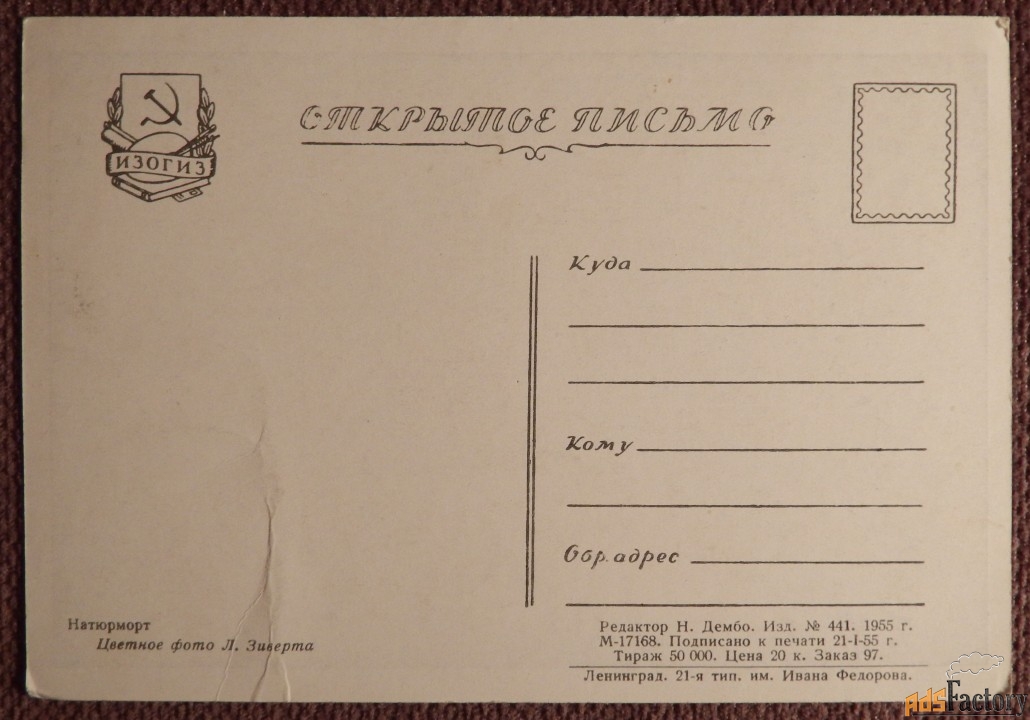 ИЗОГИЗ
ОТКРЫТОЕ ПИСЬМО
Куда
Кому
Обр. адрес
Натюрморт
Цветное фото Л. Зиверта
Редактор Н. Дембо. Изд. № 441. 1955 г.
М-17168. Подписано к печати 21-I-55 г.
Тираж 50 000. Цена 20 к. Заказ 97.
Ленинград. 21-я тип. им. Ивана Федорова.
AdsFactory